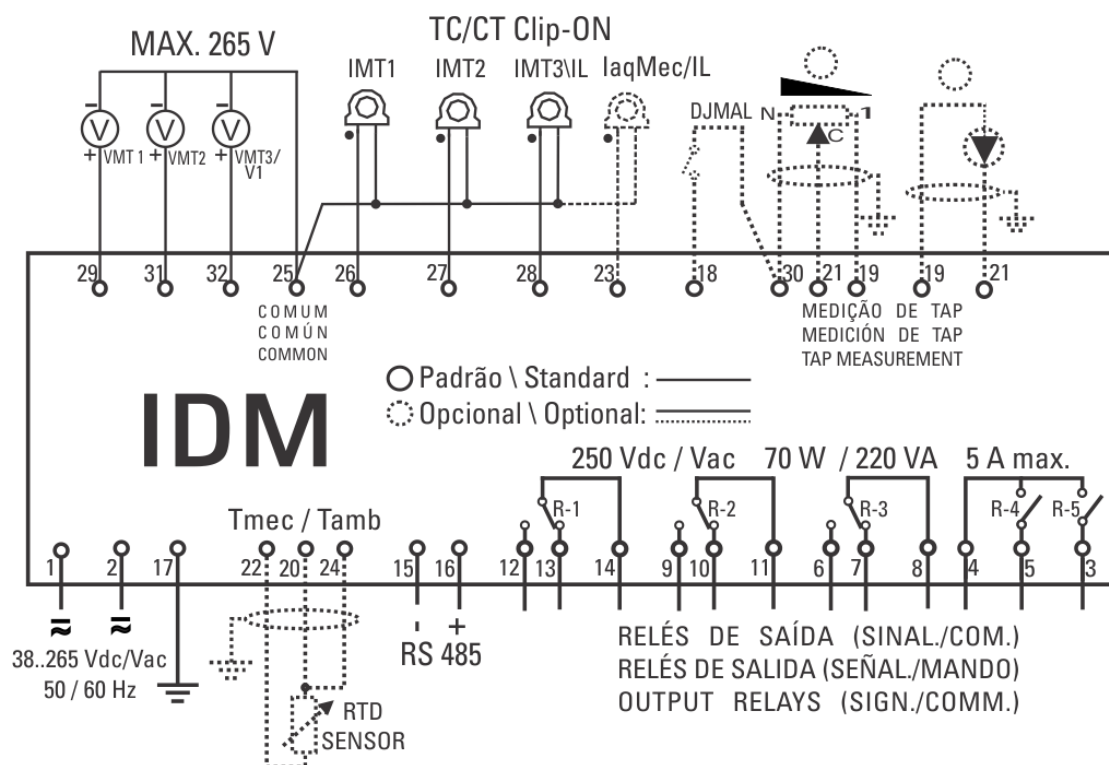 MAX. 265 V
TC/CT Clip-ON
IMT1
IMT2
IMT3\IL
IaqMec/IL
DJMAL
N
1
C
V
V
V
+ VMT 1
+ VMT2
+ VMT3/
V1
29
31
32
25
26
27
28
23
18
30
21
19
19
21
COMUM
COMÚN
COMMON
MEDIÇÃO DE TAP
MEDICIÓN DE TAP
TAP MEASUREMENT
IDM
Padrão \ Standard :
Opcional \ Optional:
250 Vdc / Vac 70 W / 220 VA 5 A max.
R-1
R-2
R-3
R-4
R-5
Tmec / Tamb
1
2
17
22
20
24
15
16
12
13
14
9
10
11
6
7
8
4
5
3
- +
RS 485
38..265 Vdc/Vac
50 / 60 Hz
RTD
SENSOR
RELÉS DE SAÍDA (SINAL./COM.)
RELÉS DE SALIDA (SEÑAL./MANDO)
OUTPUT RELAYS (SIGN./COMM.)